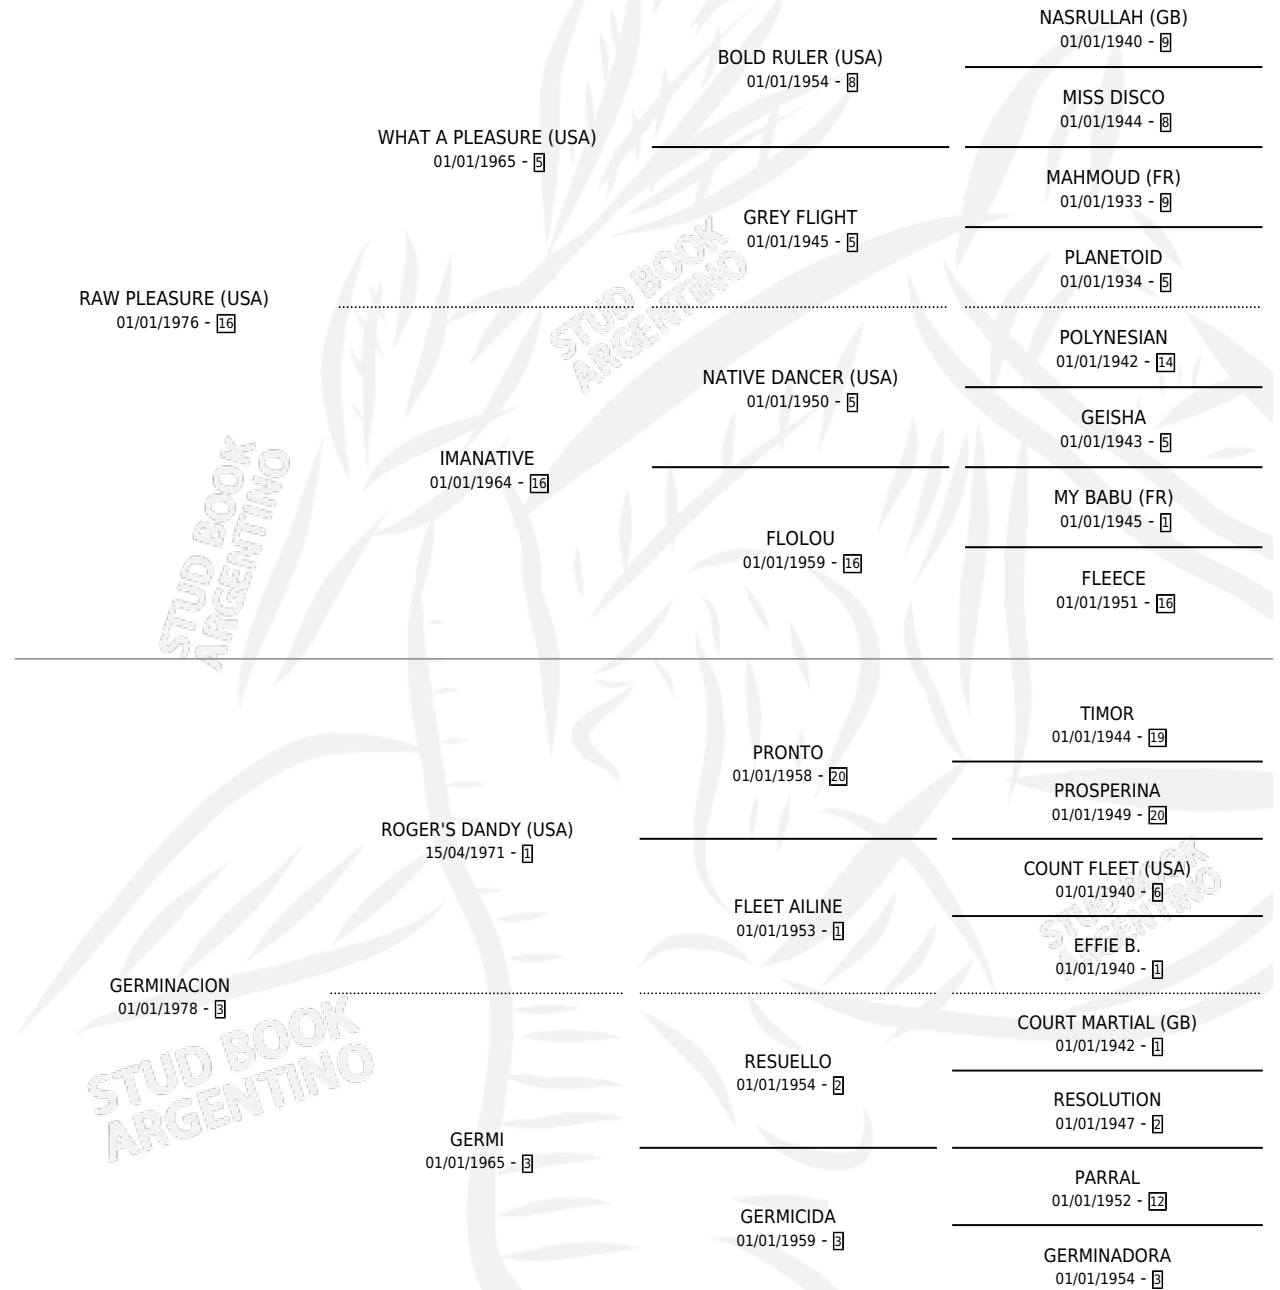 NASRULLAH (GB)
01/01/1940 - 9
BOLD RULER (USA)
01/01/1954 - 8
MISS DISCO
01/01/1944 - 8
WHAT A PLEASURE (USA)
01/01/1965 - 5
MAHMOUD (FR)
01/01/1933 - 9
GREY FLIGHT
01/01/1945 - 5
PLANETOID
01/01/1934 - 5
RAW PLEASURE (USA)
01/01/1976 - 16
POLYNESIAN
01/01/1942 - 14
NATIVE DANCER (USA)
01/01/1950 - 5
GEISHA
01/01/1943 - 5
IMANATIVE
01/01/1964 - 16
MY BABU (FR)
01/01/1945 - 1
FLOLOU
01/01/1959 - 16
FLEECE
01/01/1951 - 16
TIMOR
01/01/1944 - 19
PRONTO
01/01/1958 - 20
PROSPERINA
01/01/1949 - 20
ROGER'S DANDY (USA)
15/04/1971 - 1
COUNT FLEET (USA)
01/01/1940 - 6
FLEET AILINE
01/01/1953 - 1
EFFIE B.
01/01/1940 - 1
GERMINACION
01/01/1978 - 3
COURT MARTIAL (GB)
01/01/1942 - 1
RESUELLO
01/01/1954 - 2
RESOLUTION
01/01/1947 - 2
GERMI
01/01/1965 - 3
PARRAL
01/01/1952 - 12
GERMICIDA
01/01/1959 - 3
GERMINADORA
01/01/1954 - 3
STUD BOOK
ARGENTINO
STUD BOOK
ARGENTINO
STUD BOOK
ARGENTINO
STUD BOOK
ARGENTINO